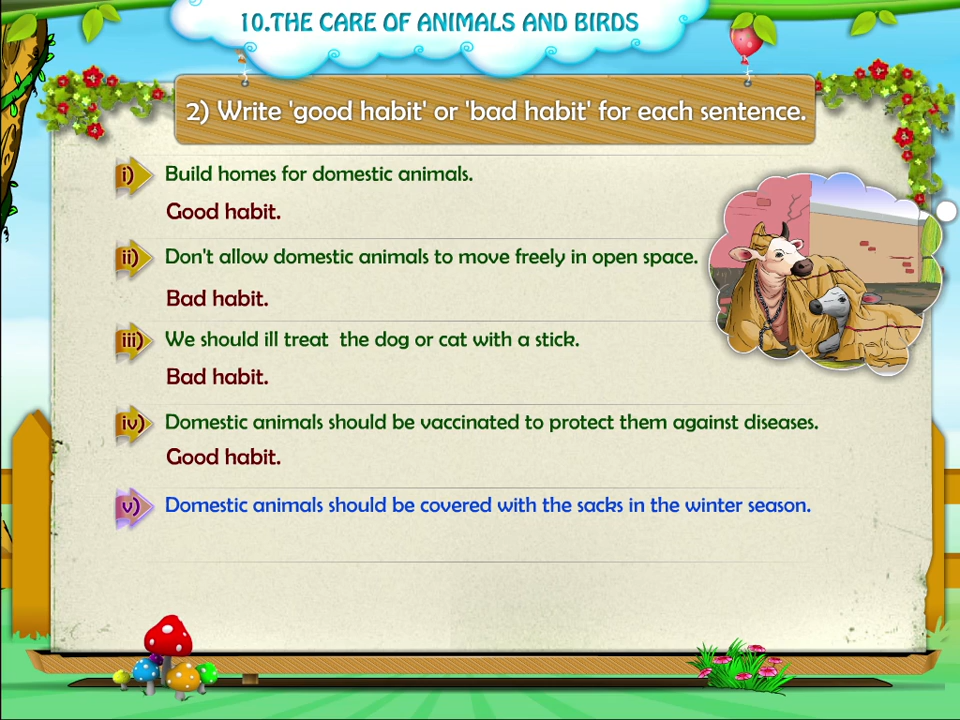 10.THE CARE OF ANIMALS AND BIRDS
2) Write 'good habit' or 'bad habit' for each sentence.
i) Build homes for domestic animals.
Good habit.
ii) Don't allow domestic animals to move freely in open space.
Bad habit.
iii) We should ill treat the dog or cat with a stick.
Bad habit.
iv) Domestic animals should be vaccinated to protect them against diseases.
Good habit.
v) Domestic animals should be covered with the sacks in the winter season.